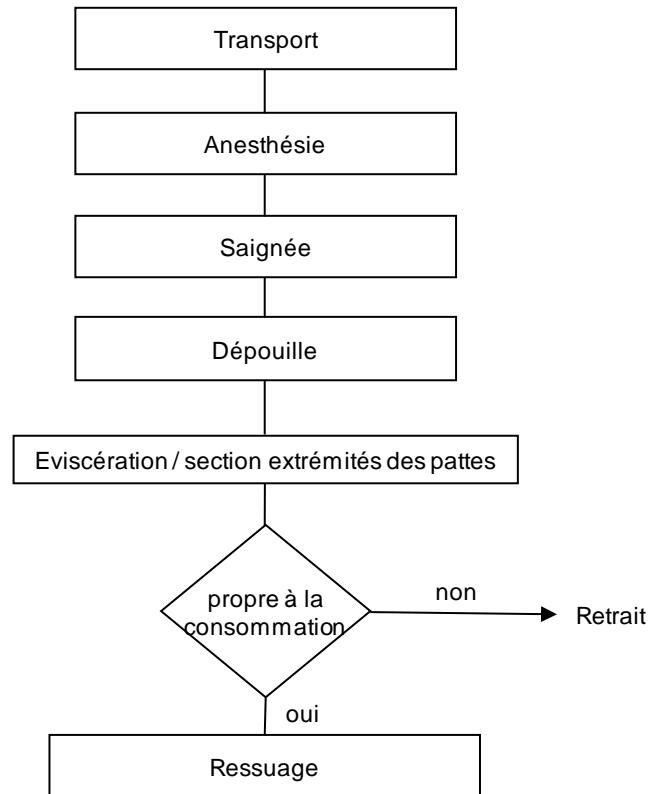 Transport
Anesthésie
Saignée
Dépouille
Eviscération / section extrémités des pattes
propre à la
consommation
non
Retrait
oui
Ressuage